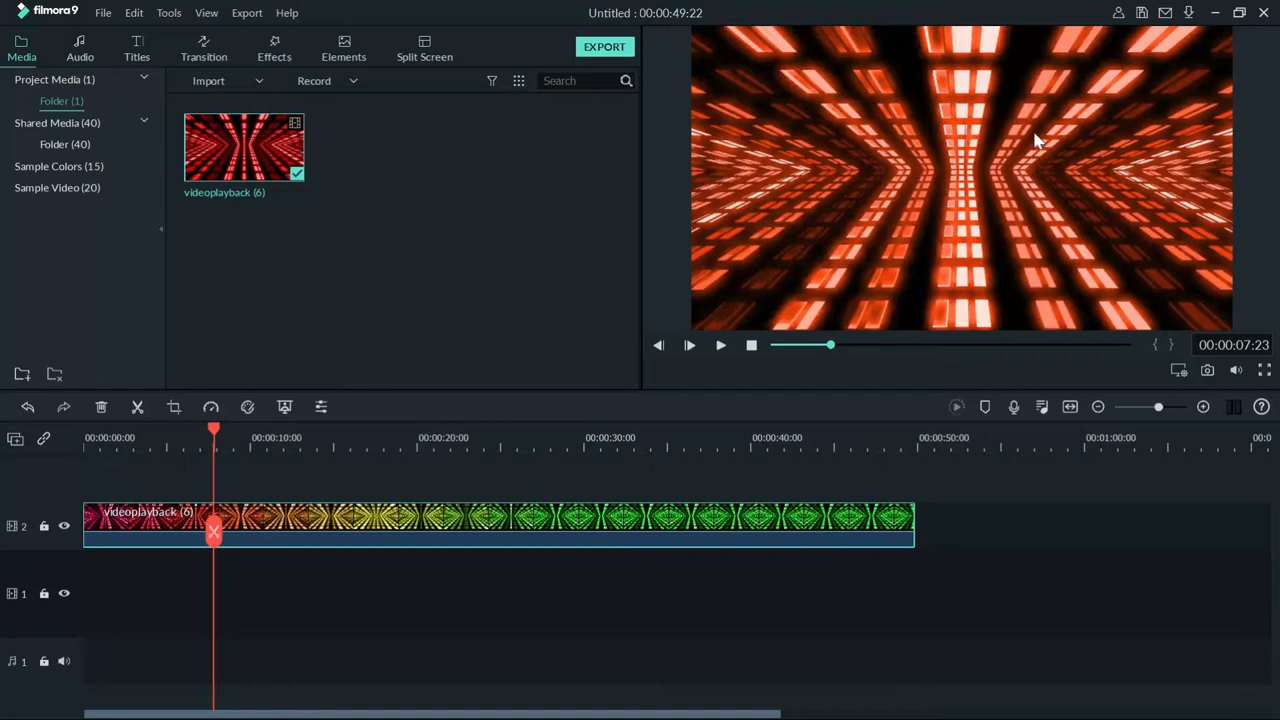 filmora9 File Edit Tools View Export Help Untitled : 00:00:49:22
Media Audio Titles Transition Effects Elements Split Screen EXPORT
Project Media (1)
Folder (1)
Shared Media (40)
Folder (40)
Sample Colors (15)
Sample Video (20)
Import Record Search
videoplayback (6)
{ } 00:00:07:23
00:00:00:00 00:00:10:00 00:00:20:00 00:00:30:00 00:00:40:00 00:00:50:00 00:01:00:00 00:0
videoplayback (6)
2
1
1